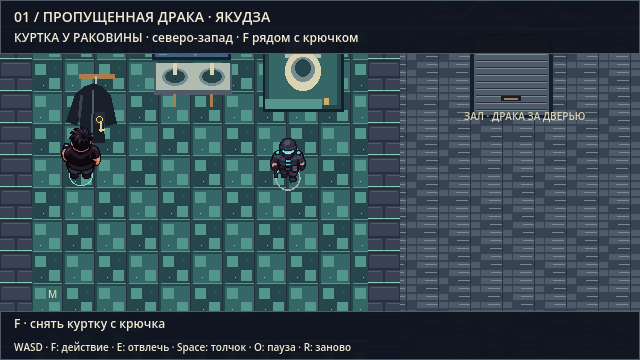 01 / ПРОПУЩЕННАЯ ДРАКА · ЯКУДЗА
КУРТКА У РАКОВИНЫ · северо-запад · F рядом с крючком
ЗАЛ · ДРАКА ЗА ДВЕРЬЮ
М
F · снять куртку с крючка
WASD · F: действие · E: отвлечь · Space: толчок · O: пауза · R: заново